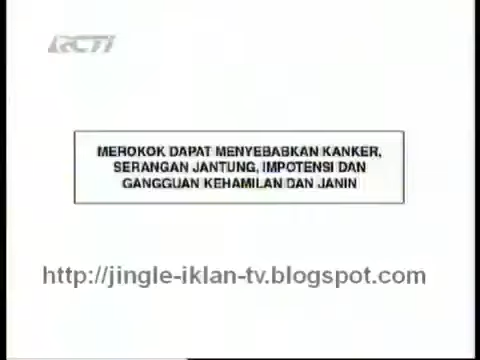 RCTI
MEROKOK DAPAT MENYEBABKAN KANKER,
SERANGAN JANTUNG, IMPOTENSI DAN
GANGGUAN KEHAMILAN DAN JANIN
http://jingle-iklan-tv.blogspot.com